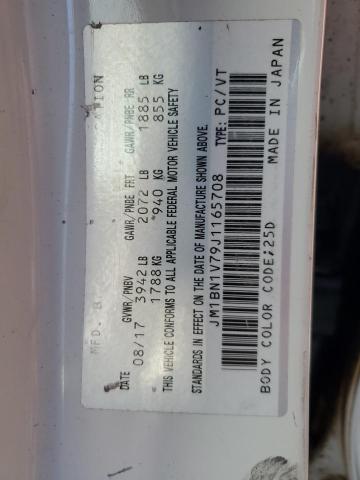 MFD. B
DATE GVWR/PNBV GAWR/PNBE FRT GAWR/PNBE RR
08/17 3942 LB 2072 LB 1885 LB
1788 KG 940 KG 855 KG
THIS VEHICLE CONFORMS TO ALL APPLICABLE FEDERAL MOTOR VEHICLE SAFETY
STANDARDS IN EFFECT ON THE DATE OF MANUFACTURE SHOWN ABOVE.
JM1BN1V79J1165708 TYPE: PC/VT
BODY COLOR CODE:25D MADE IN JAPAN